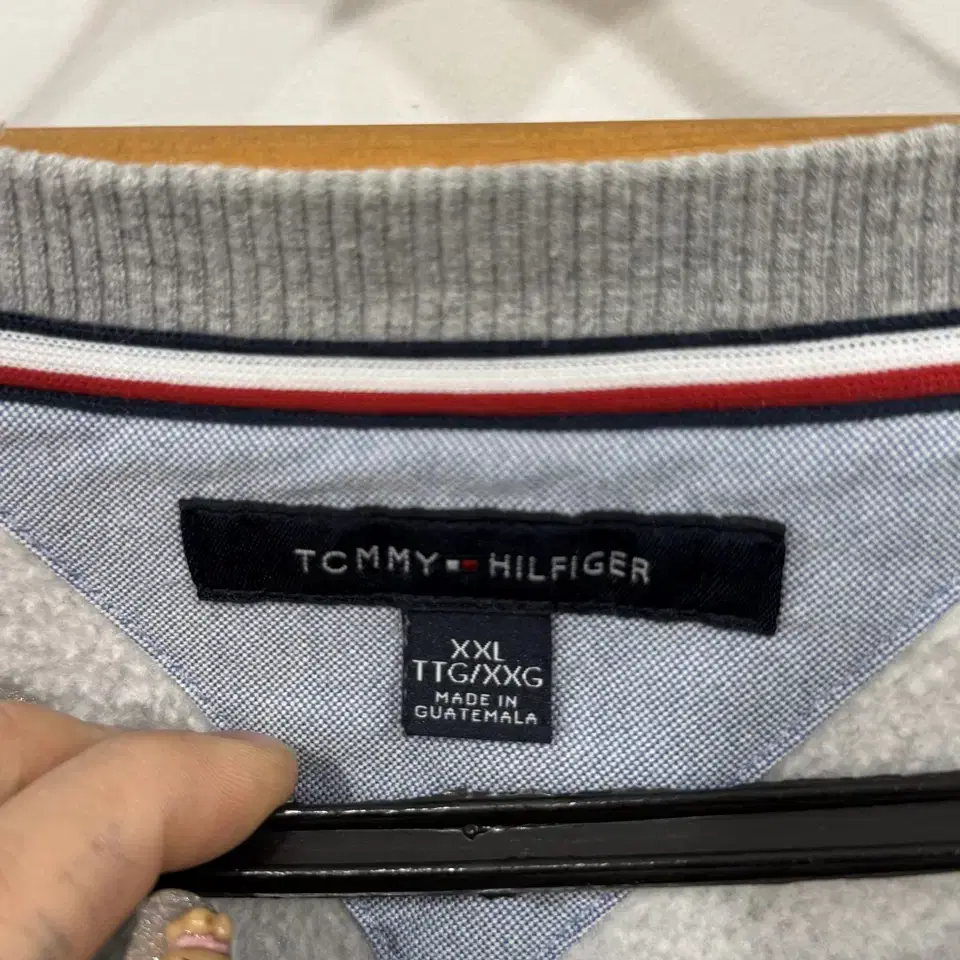 TOMMY HILFIGER
XXL
TTG/XXG
MADE IN
GUATEMALA